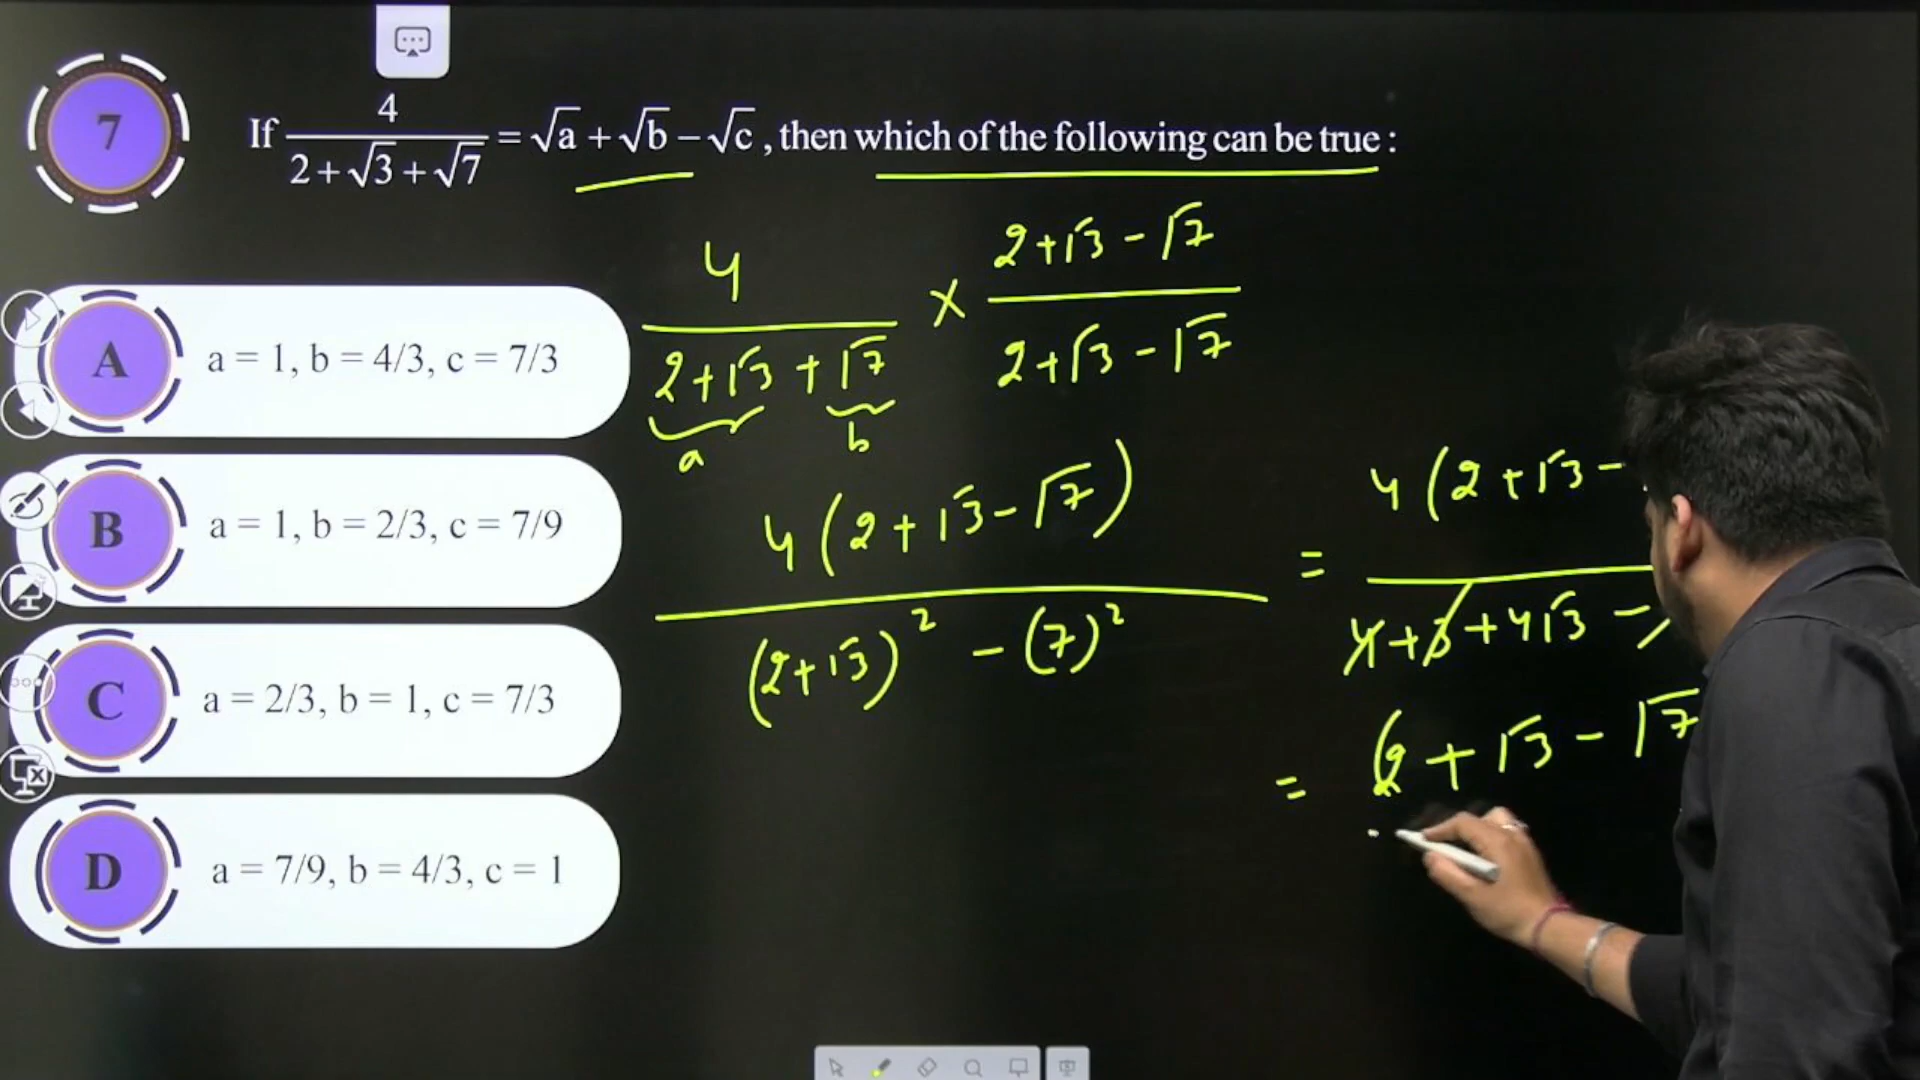 7
If 4/(2+√3+√7) = √a + √b − √c , then which of the following can be true :
A a = 1, b = 4/3, c = 7/3
B a = 1, b = 2/3, c = 7/9
C a = 2/3, b = 1, c = 7/3
D a = 7/9, b = 4/3, c = 1
4/(2+√3+√7) × (2+√3−√7)/(2+√3−√7)
a b
4(2+√3−√7)
(2+√3)² − (7)²
= 4(2+√3−
4+3+4√3 −
= (2+√3−√7